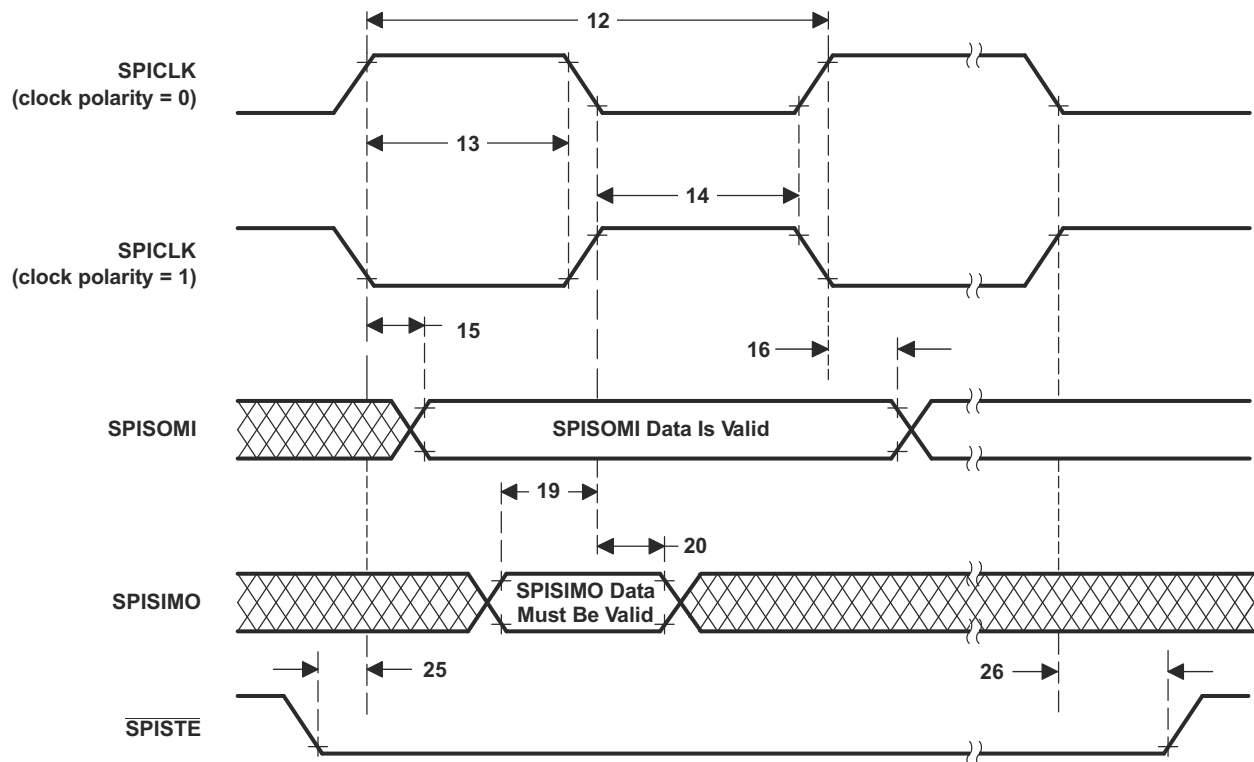 12
SPICLK
(clock polarity = 0)
13
14
SPICLK
(clock polarity = 1)
15
16
SPISOMI
SPISOMI Data Is Valid
19
20
SPISIMO
SPISIMO Data
Must Be Valid
25
26
SPISTE